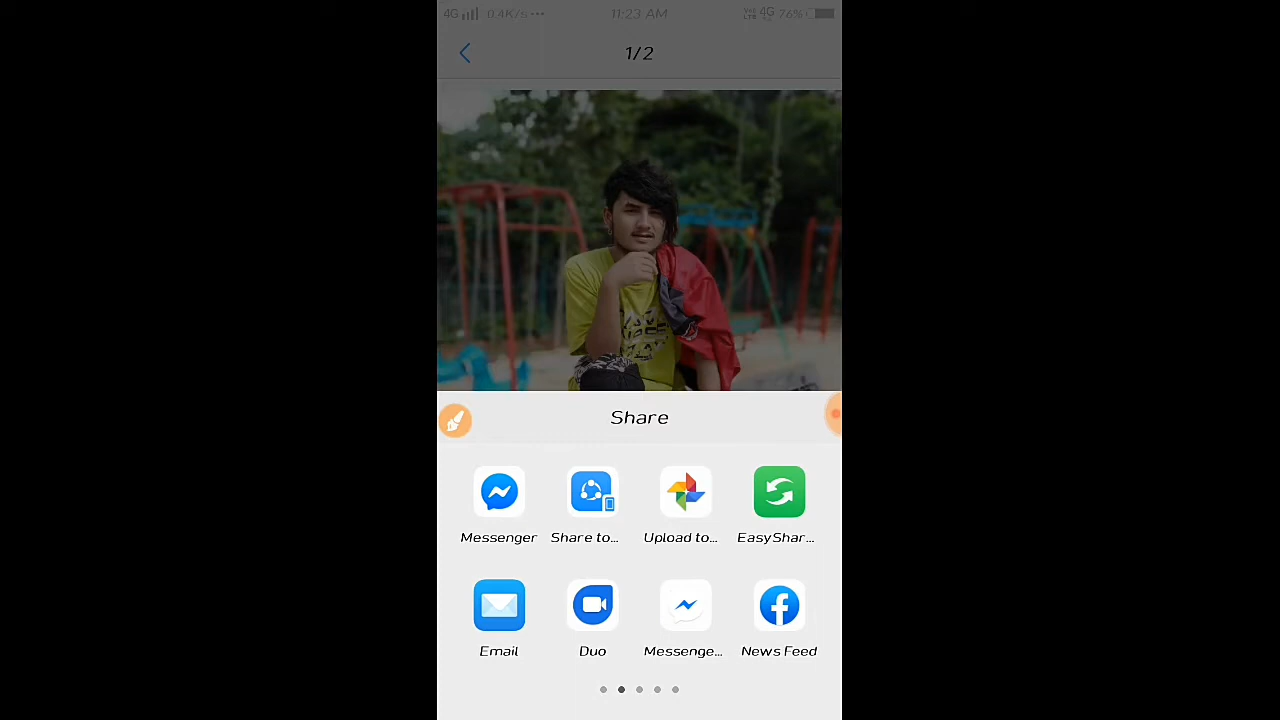 4G 0.4K/s ... 11:23 AM VoLTE 4G 76%
1/2
Share
Messenger Share to... Upload to... EasyShar...
Email Duo Messenge... News Feed